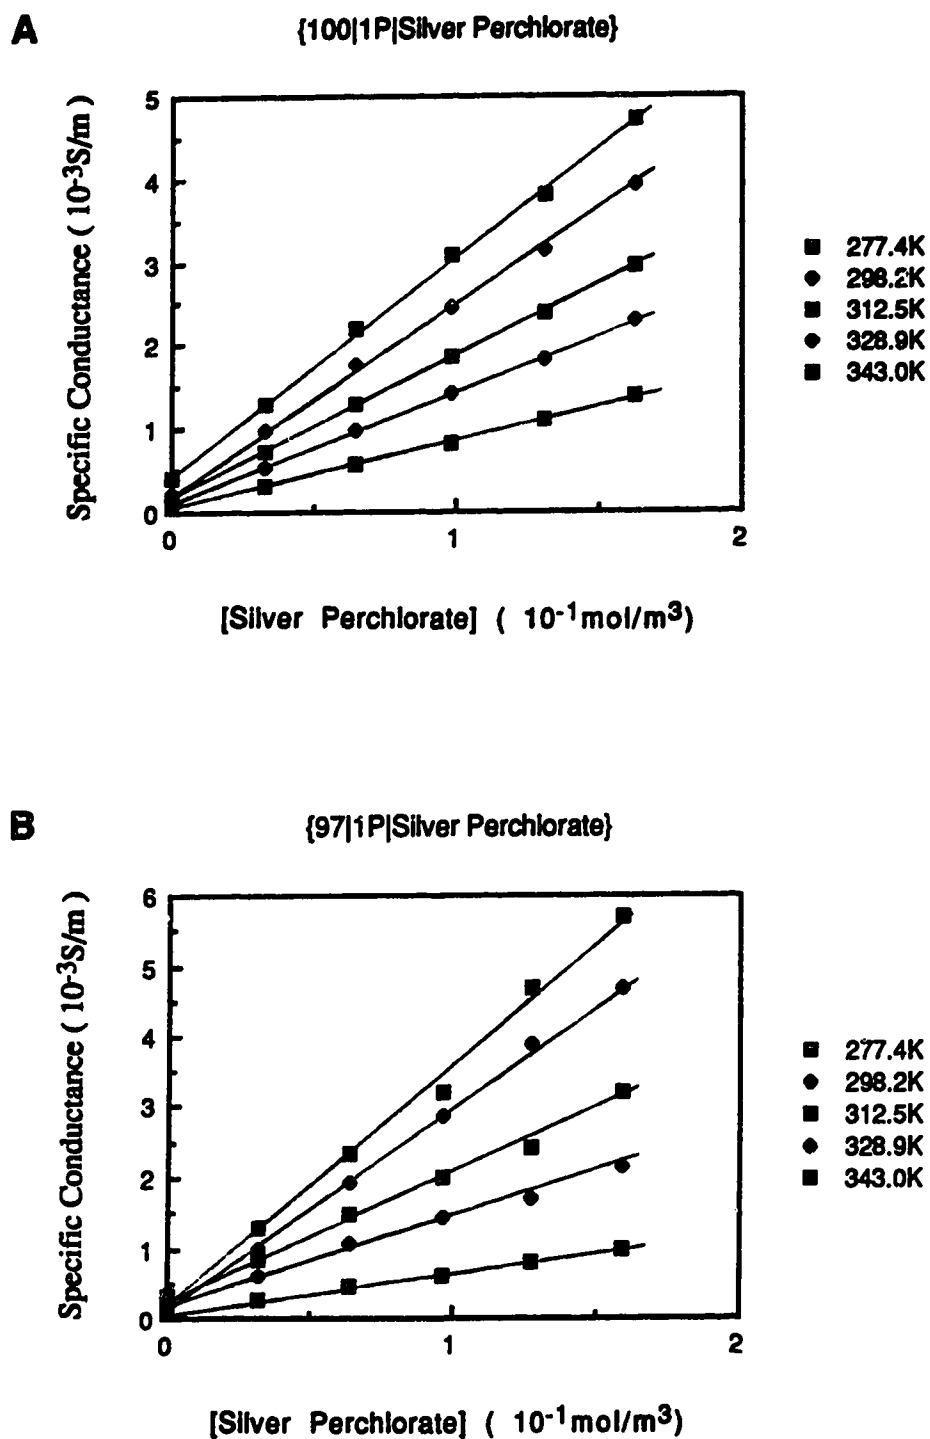 A
{100|1P|Silver Perchlorate}
5
4
3
2
1
0
0 1 2
Specific Conductance ( 10-3S/m )
[Silver Perchlorate] ( 10-1mol/m3)
277.4K
298.2K
312.5K
328.9K
343.0K
B
{97|1P|Silver Perchlorate}
6
5
4
3
2
1
0
0 1 2
Specific Conductance ( 10-3S/m )
[Silver Perchlorate] ( 10-1mol/m3)
277.4K
298.2K
312.5K
328.9K
343.0K